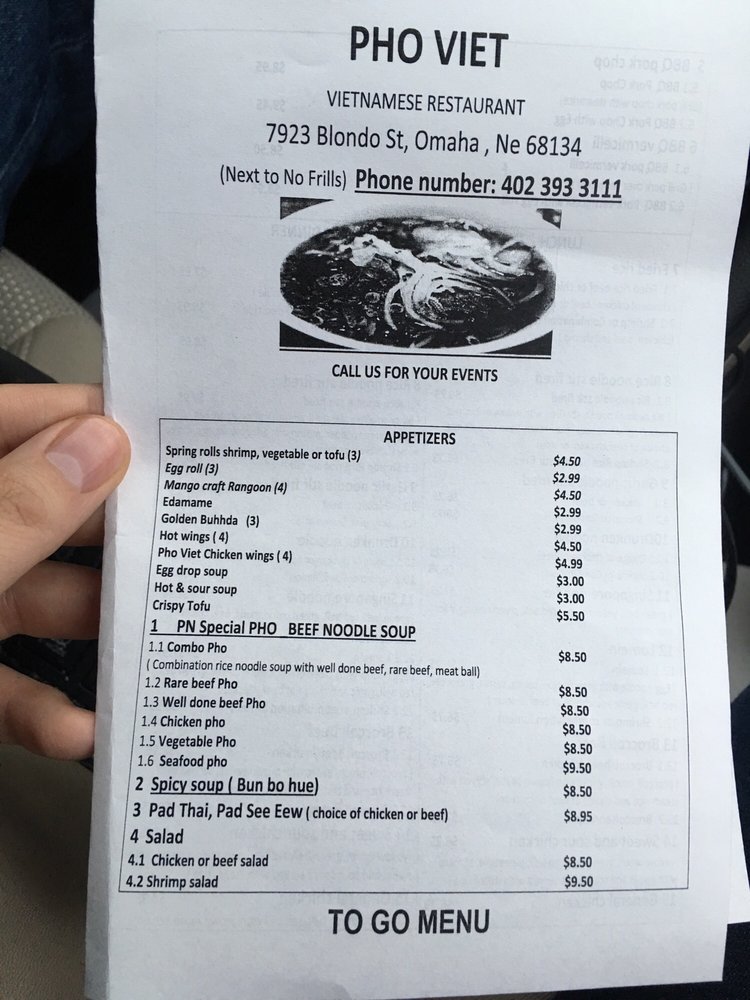 PHO VIET
VIETNAMESE RESTAURANT
7923 Blondo St, Omaha , Ne 68134
(Next to No Frills) Phone number: 402 393 3111
CALL US FOR YOUR EVENTS
APPETIZERS
Spring rolls shrimp, vegetable or tofu (3) $4.50
Egg roll (3) $2.99
Mango craft Rangoon (4) $4.50
Edamame $2.99
Golden Buhhda (3) $2.99
Hot wings ( 4) $4.50
Pho Viet Chicken wings ( 4) $4.99
Egg drop soup $3.00
Hot & sour soup $3.00
Crispy Tofu $5.50
1 PN Special PHO BEEF NOODLE SOUP
1.1 Combo Pho $8.50
( Combination rice noodle soup with well done beef, rare beef, meat ball)
1.2 Rare beef Pho $8.50
1.3 Well done beef Pho $8.50
1.4 Chicken pho $8.50
1.5 Vegetable Pho $8.50
1.6 Seafood pho $9.50
2 Spicy soup ( Bun bo hue) $8.50
3 Pad Thai, Pad See Eew ( choice of chicken or beef) $8.95
4 Salad
4.1 Chicken or beef salad $8.50
4.2 Shrimp salad $9.50
TO GO MENU